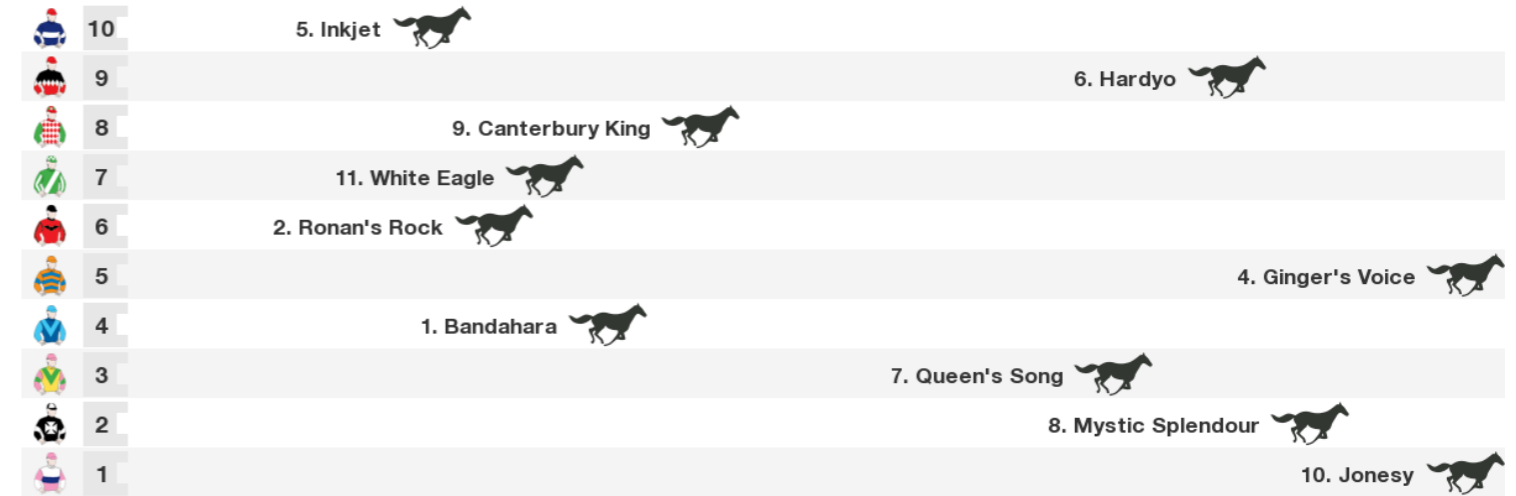 10 5. Inkjet
9 6. Hardyo
8 9. Canterbury King
7 11. White Eagle
6 2. Ronan's Rock
5 4. Ginger's Voice
4 1. Bandahara
3 7. Queen's Song
2 8. Mystic Splendour
1 10. Jonesy